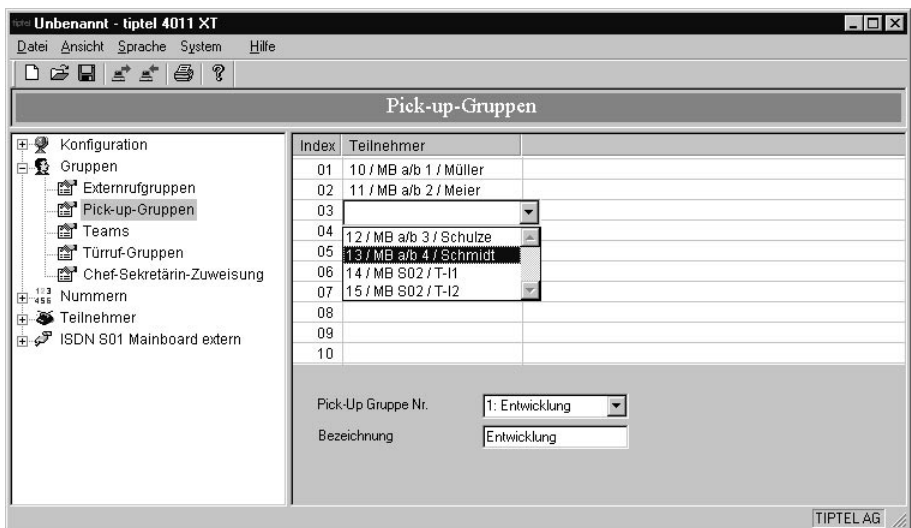 tiptel Unbenannt - tiptel 4011 XT
Datei Ansicht Sprache System Hilfe
Pick-up-Gruppen
Konfiguration
Gruppen
Externrufgruppen
Pick-up-Gruppen
Teams
Türruf-Gruppen
Chef-Sekretärin-Zuweisung
123 456 Nummern
Teilnehmer
ISDN S01 Mainboard extern
Index Teilnehmer
01 10 / MB a/b 1 / Müller
02 11 / MB a/b 2 / Meier
03
04 12 / MB a/b 3 / Schulze
05 13 / MB a/b 4 / Schmidt
06 14 / MB S02 / T-I1
07 15 / MB S02 / T-I2
08
09
10
Pick-Up Gruppe Nr. 1: Entwicklung
Bezeichnung Entwicklung
TIPTEL AG